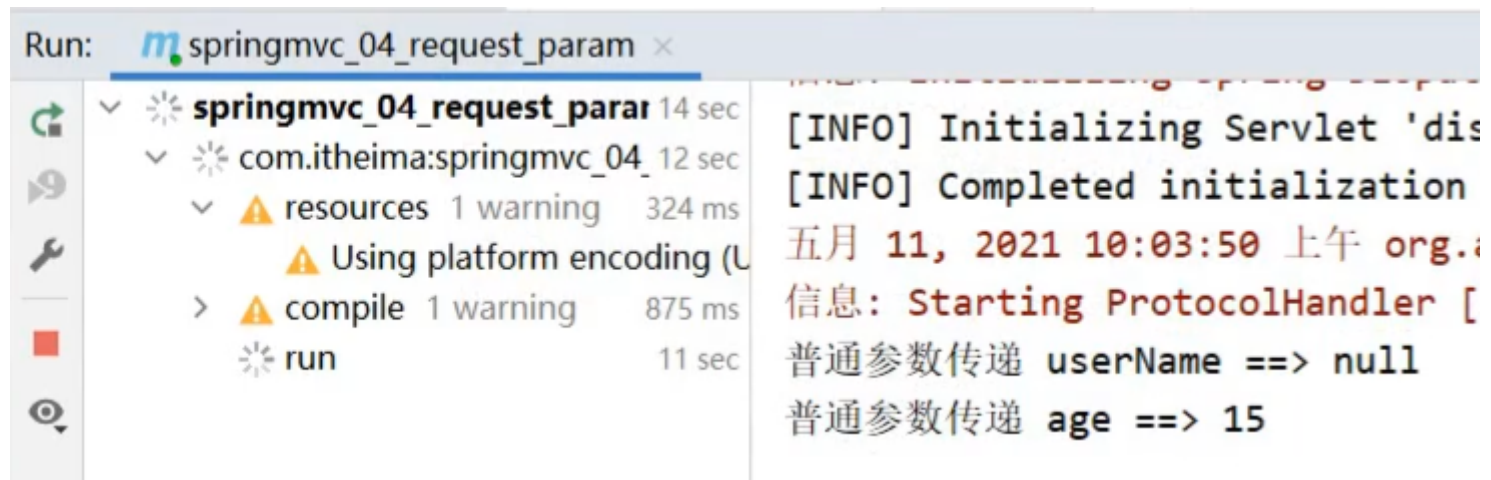 Run: springmvc_04_request_param
springmvc_04_request_parar 14 sec
com.itheima:springmvc_04_ 12 sec
resources 1 warning 324 ms
Using platform encoding (U
compile 1 warning 875 ms
run 11 sec
[INFO] Initializing Servlet 'dis
[INFO] Completed initialization
五月 11, 2021 10:03:50 上午 org.a
信息: Starting ProtocolHandler [
普通参数传递 userName ==> null
普通参数传递 age ==> 15